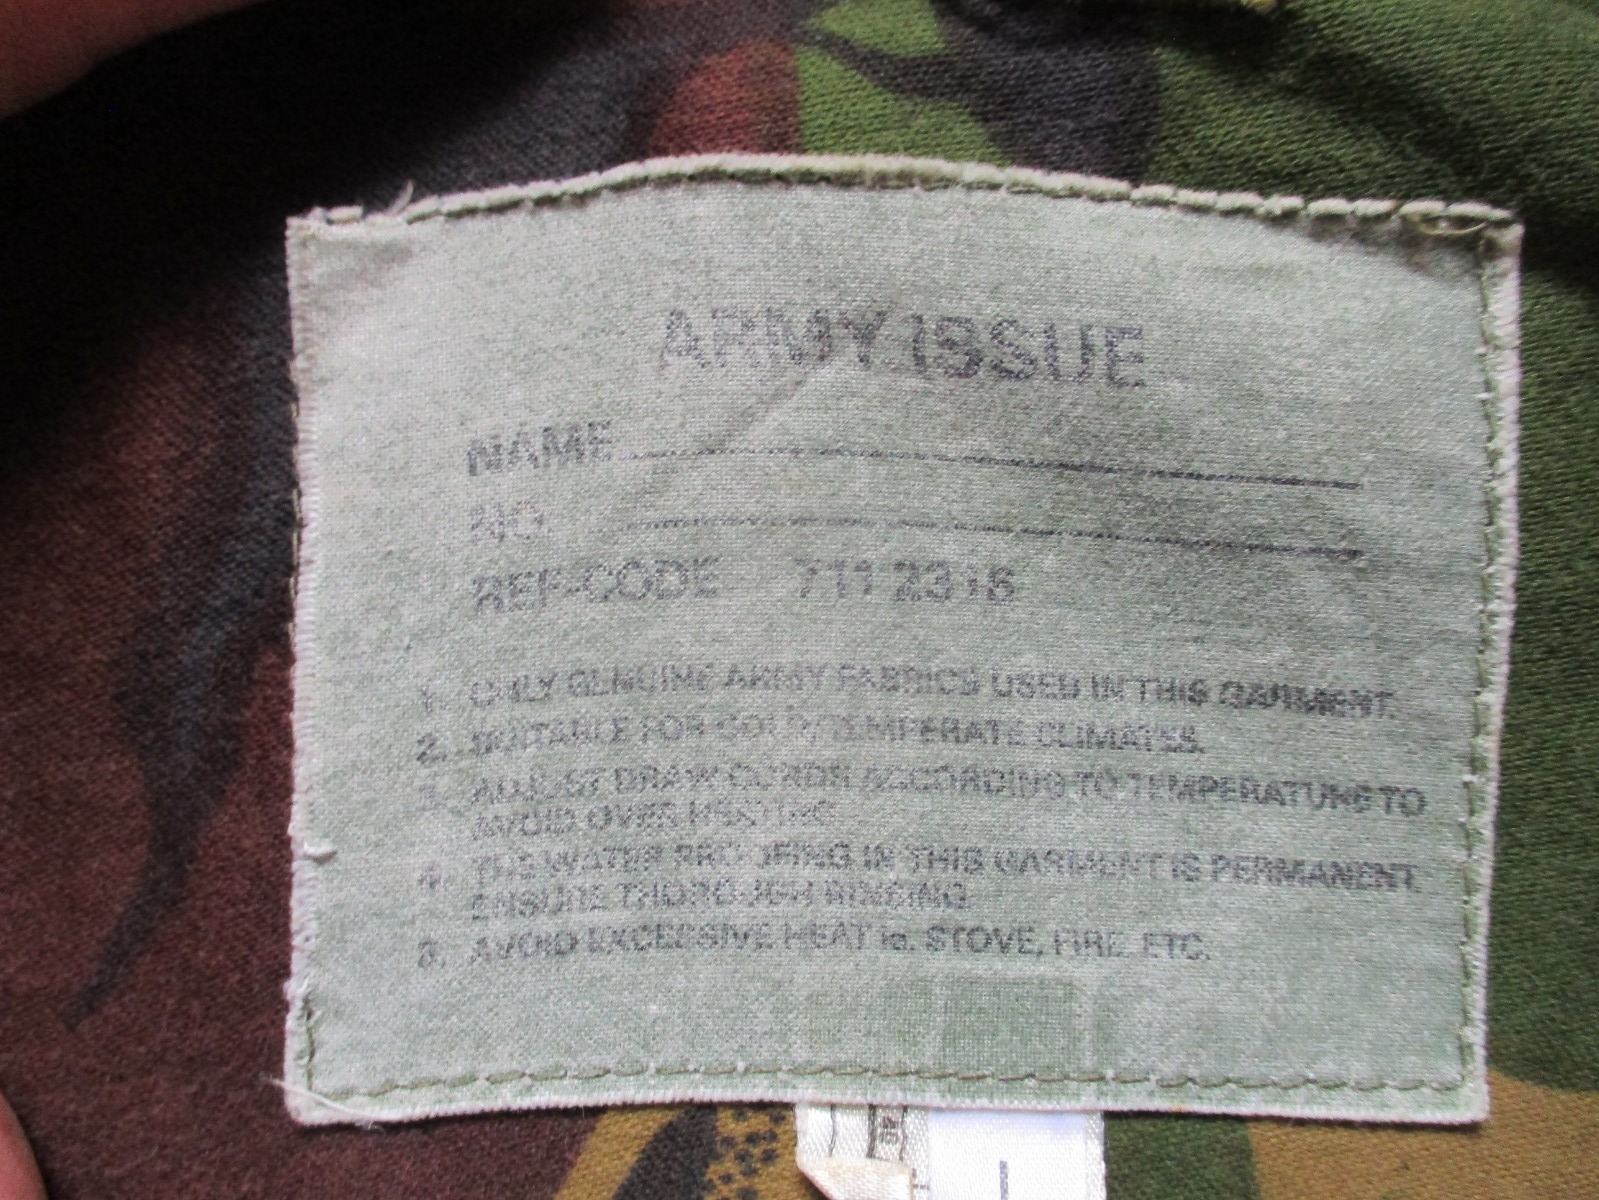 ARMY ISSUE
NAME
NO.
REF-CODE 711 2316
1. ONLY GENUINE ARMY FABRICS USED IN THIS GARMENT.
2. SUITABLE FOR COLD/TEMPERATE CLIMATES.
3. ADJUST DRAW CORDS ACCORDING TO TEMPERATURE TO
AVOID OVER HEATING
4. THE WATER PROOFING IN THIS GARMENT IS PERMANENT.
ENSURE THOROUGH RINSING.
5. AVOID EXCESSIVE HEAT ie. STOVE, FIRE ETC.